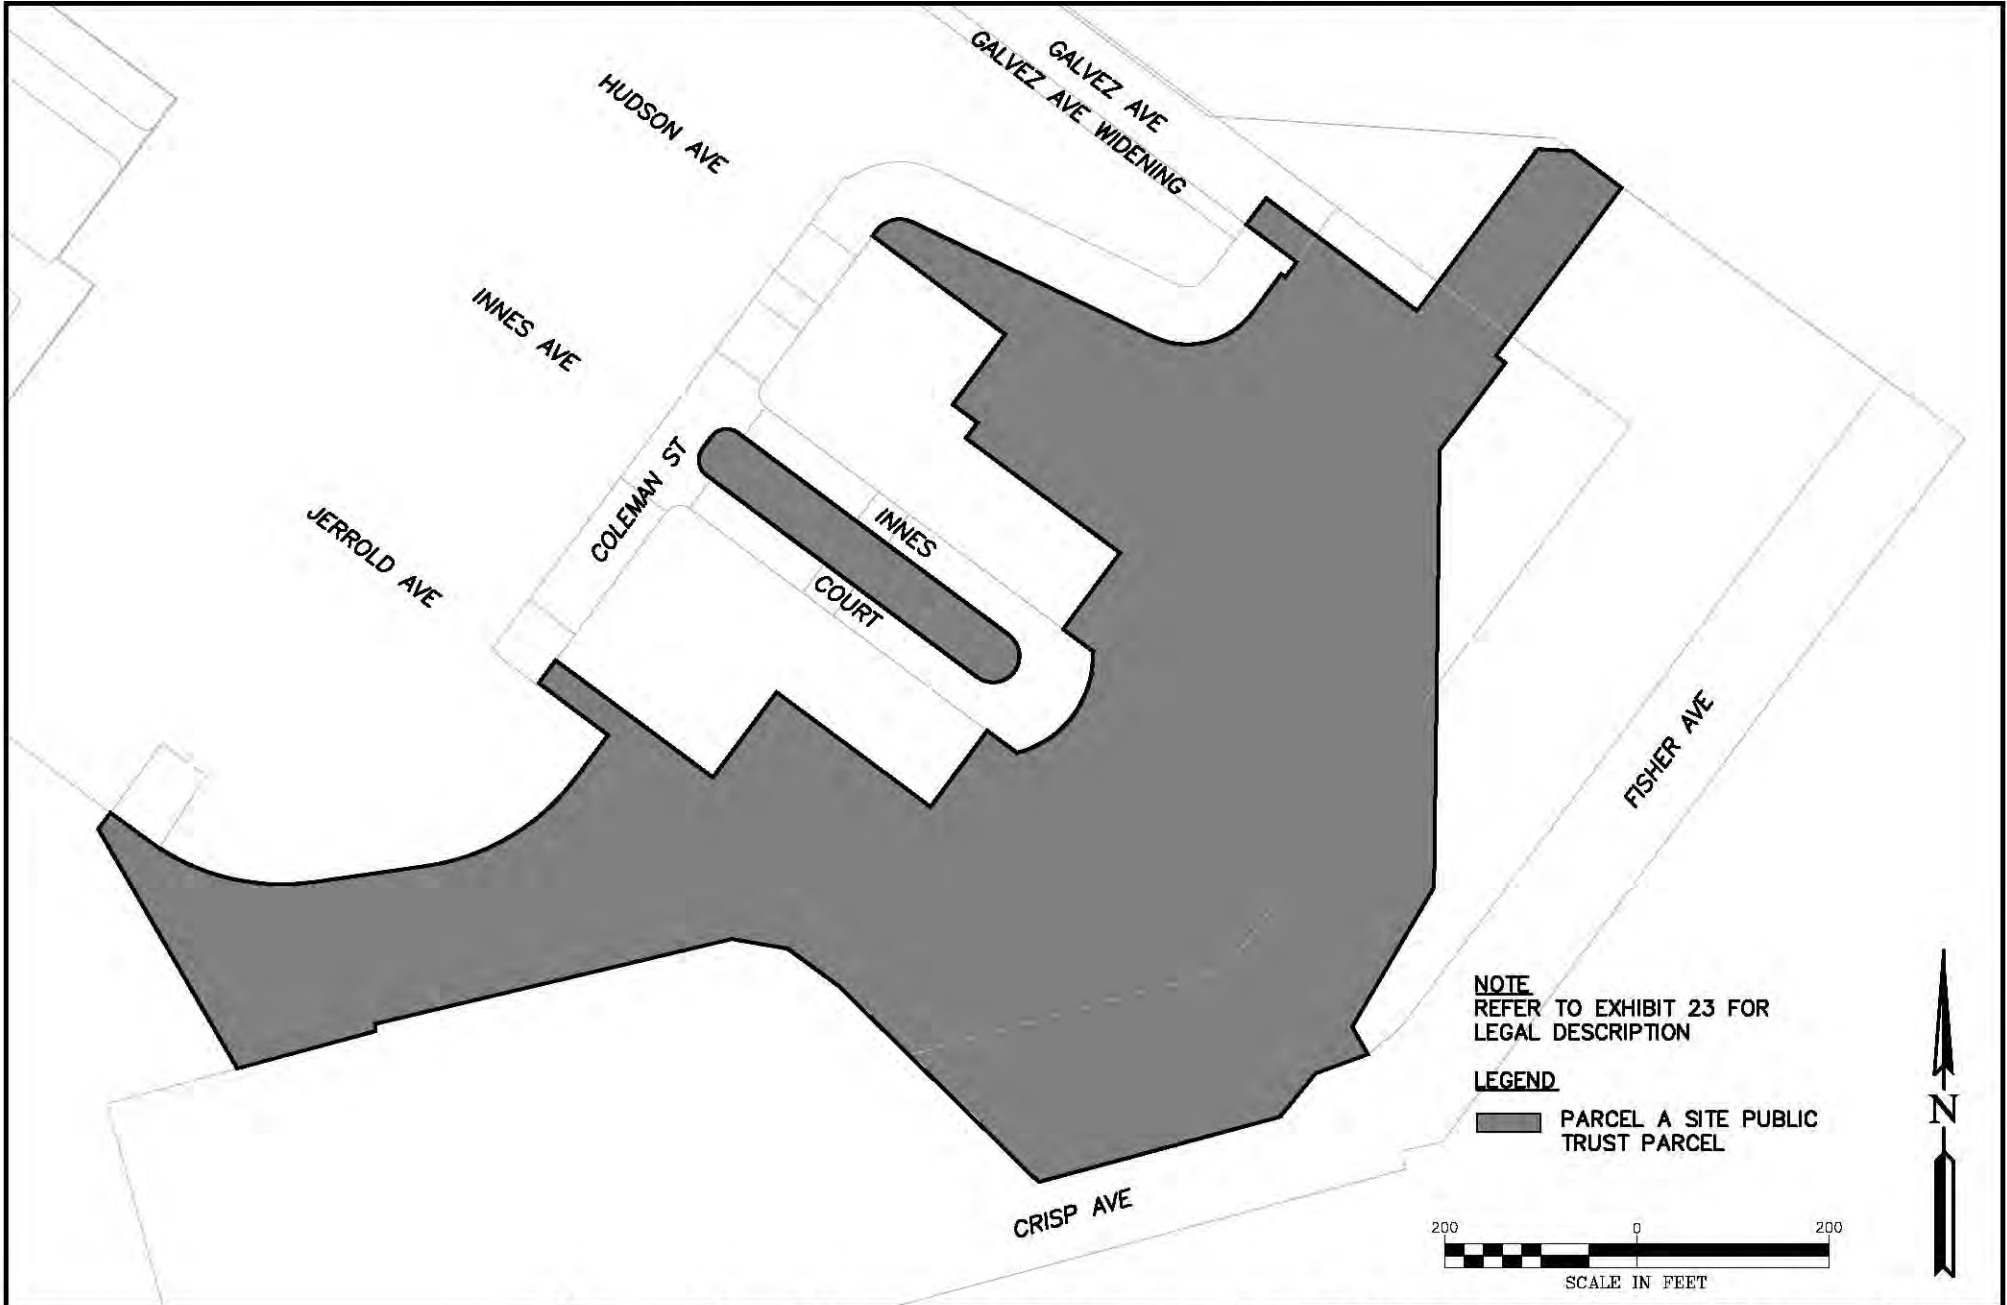 GALVEZ AVE
GALVEZ AVE WIDENING
HUDSON AVE
INNES AVE
COLEMAN ST
JERROLD AVE
INNES
COURT
FISHER AVE
CRISP AVE
NOTE
REFER TO EXHIBIT 23 FOR
LEGAL DESCRIPTION
LEGEND
PARCEL A SITE PUBLIC
TRUST PARCEL
N
200 0 200
SCALE IN FEET